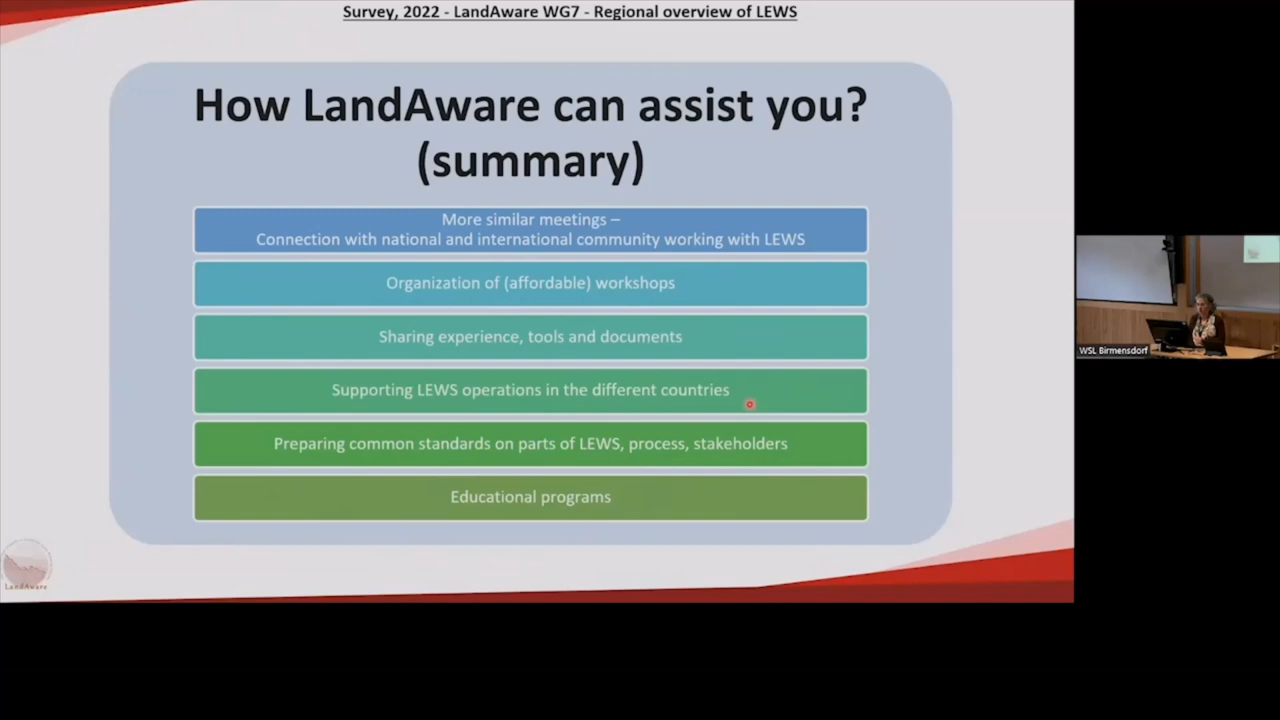 Survey, 2022 - LandAware WG7 - Regional overview of LEWS
How LandAware can assist you?
(summary)
More similar meetings –
Connection with national and international community working with LEWS
Organization of (affordable) workshops
Sharing experience, tools and documents
Supporting LEWS operations in the different countries
Preparing common standards on parts of LEWS, process, stakeholders
Educational programs
LandAware
WSL Birmensdorf